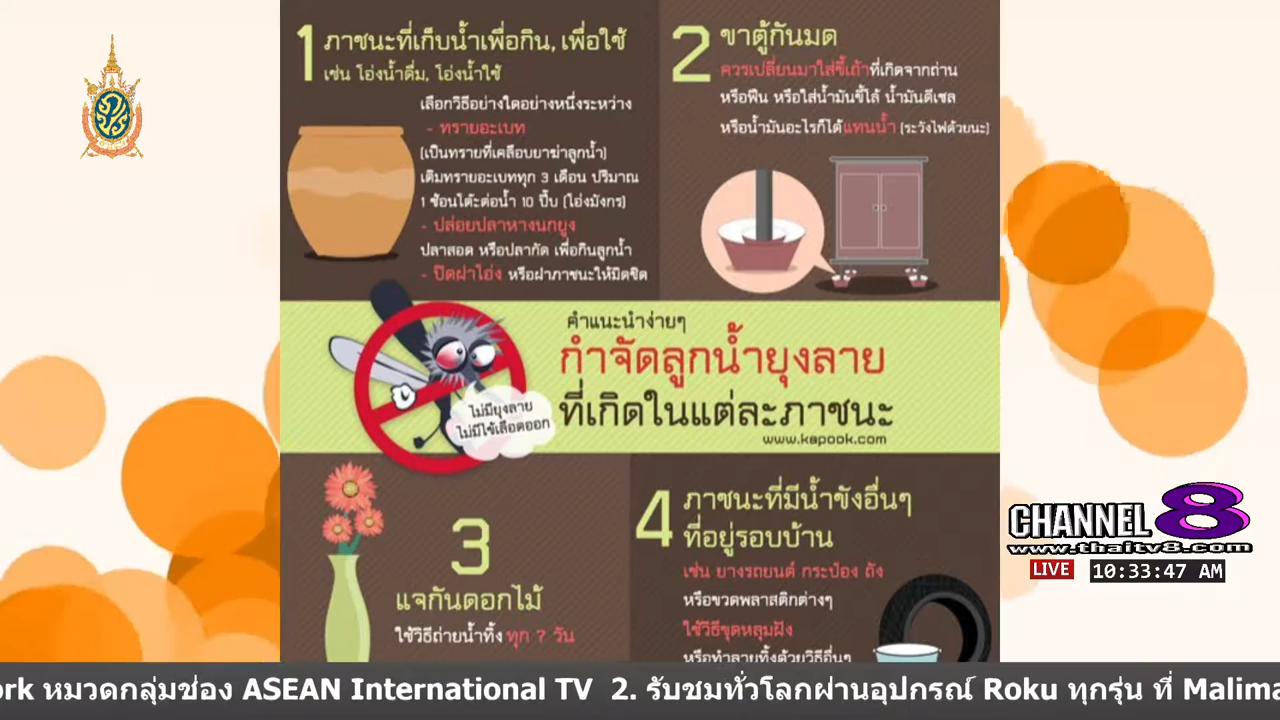 1 ภาชนะที่เก็บน้ำเพื่อกิน, เพื่อใช้
เช่น โอ่งน้ำดื่ม, โอ่งน้ำใช้
เลือกวิธีอย่างใดอย่างหนึ่งระหว่าง
- ทรายอะเบท
(เป็นทรายที่เคลือบยาฆ่าลูกน้ำ)
เติมทรายอะเบททุก 3 เดือน ปริมาณ
1 ช้อนโต๊ะต่อน้ำ 10 ปี๊บ (โอ่งมังกร)
- ปล่อยปลาหางนกยูง
ปลาสอด หรือปลากัด เพื่อกินลูกน้ำ
- ปิดฝาโอ่ง หรือฝาภาชนะให้มิดชิด
2 ขาตู้กันมด
ควรเปลี่ยนมาใส่ขี้เถ้าที่เกิดจากถ่าน
หรือฟืน หรือใส่น้ำมันขี้โล้ น้ำมันดีเซล
หรือน้ำมันอะไรก็ได้แทนน้ำ (ระวังไฟด้วยนะ)
คำแนะนำง่ายๆ
กำจัดลูกน้ำยุงลาย
ที่เกิดในแต่ละภาชนะ
www.kapook.com
ไม่มียุงลาย
ไม่มีไข้เลือดออก
3
แจกันดอกไม้
ใช้วิธีถ่ายน้ำทิ้ง ทุก 7 วัน
4 ภาชนะที่มีน้ำขังอื่นๆ
ที่อยู่รอบบ้าน
เช่น ยางรถยนต์ กระป๋อง ถัง
หรือขวดพลาสติกต่างๆ
ใช้วิธีขุดหลุมฝัง
หรือทำลายทิ้งด้วยวิธีอื่นๆ
CHANNEL 8
www.thaitv8.com
LIVE 10:33:47 AM
ork หมวดกลุ่มช่อง ASEAN International TV 2. รับชมทั่วโลกผ่านอุปกรณ์ Roku ทุกรุ่น ที่ Malima